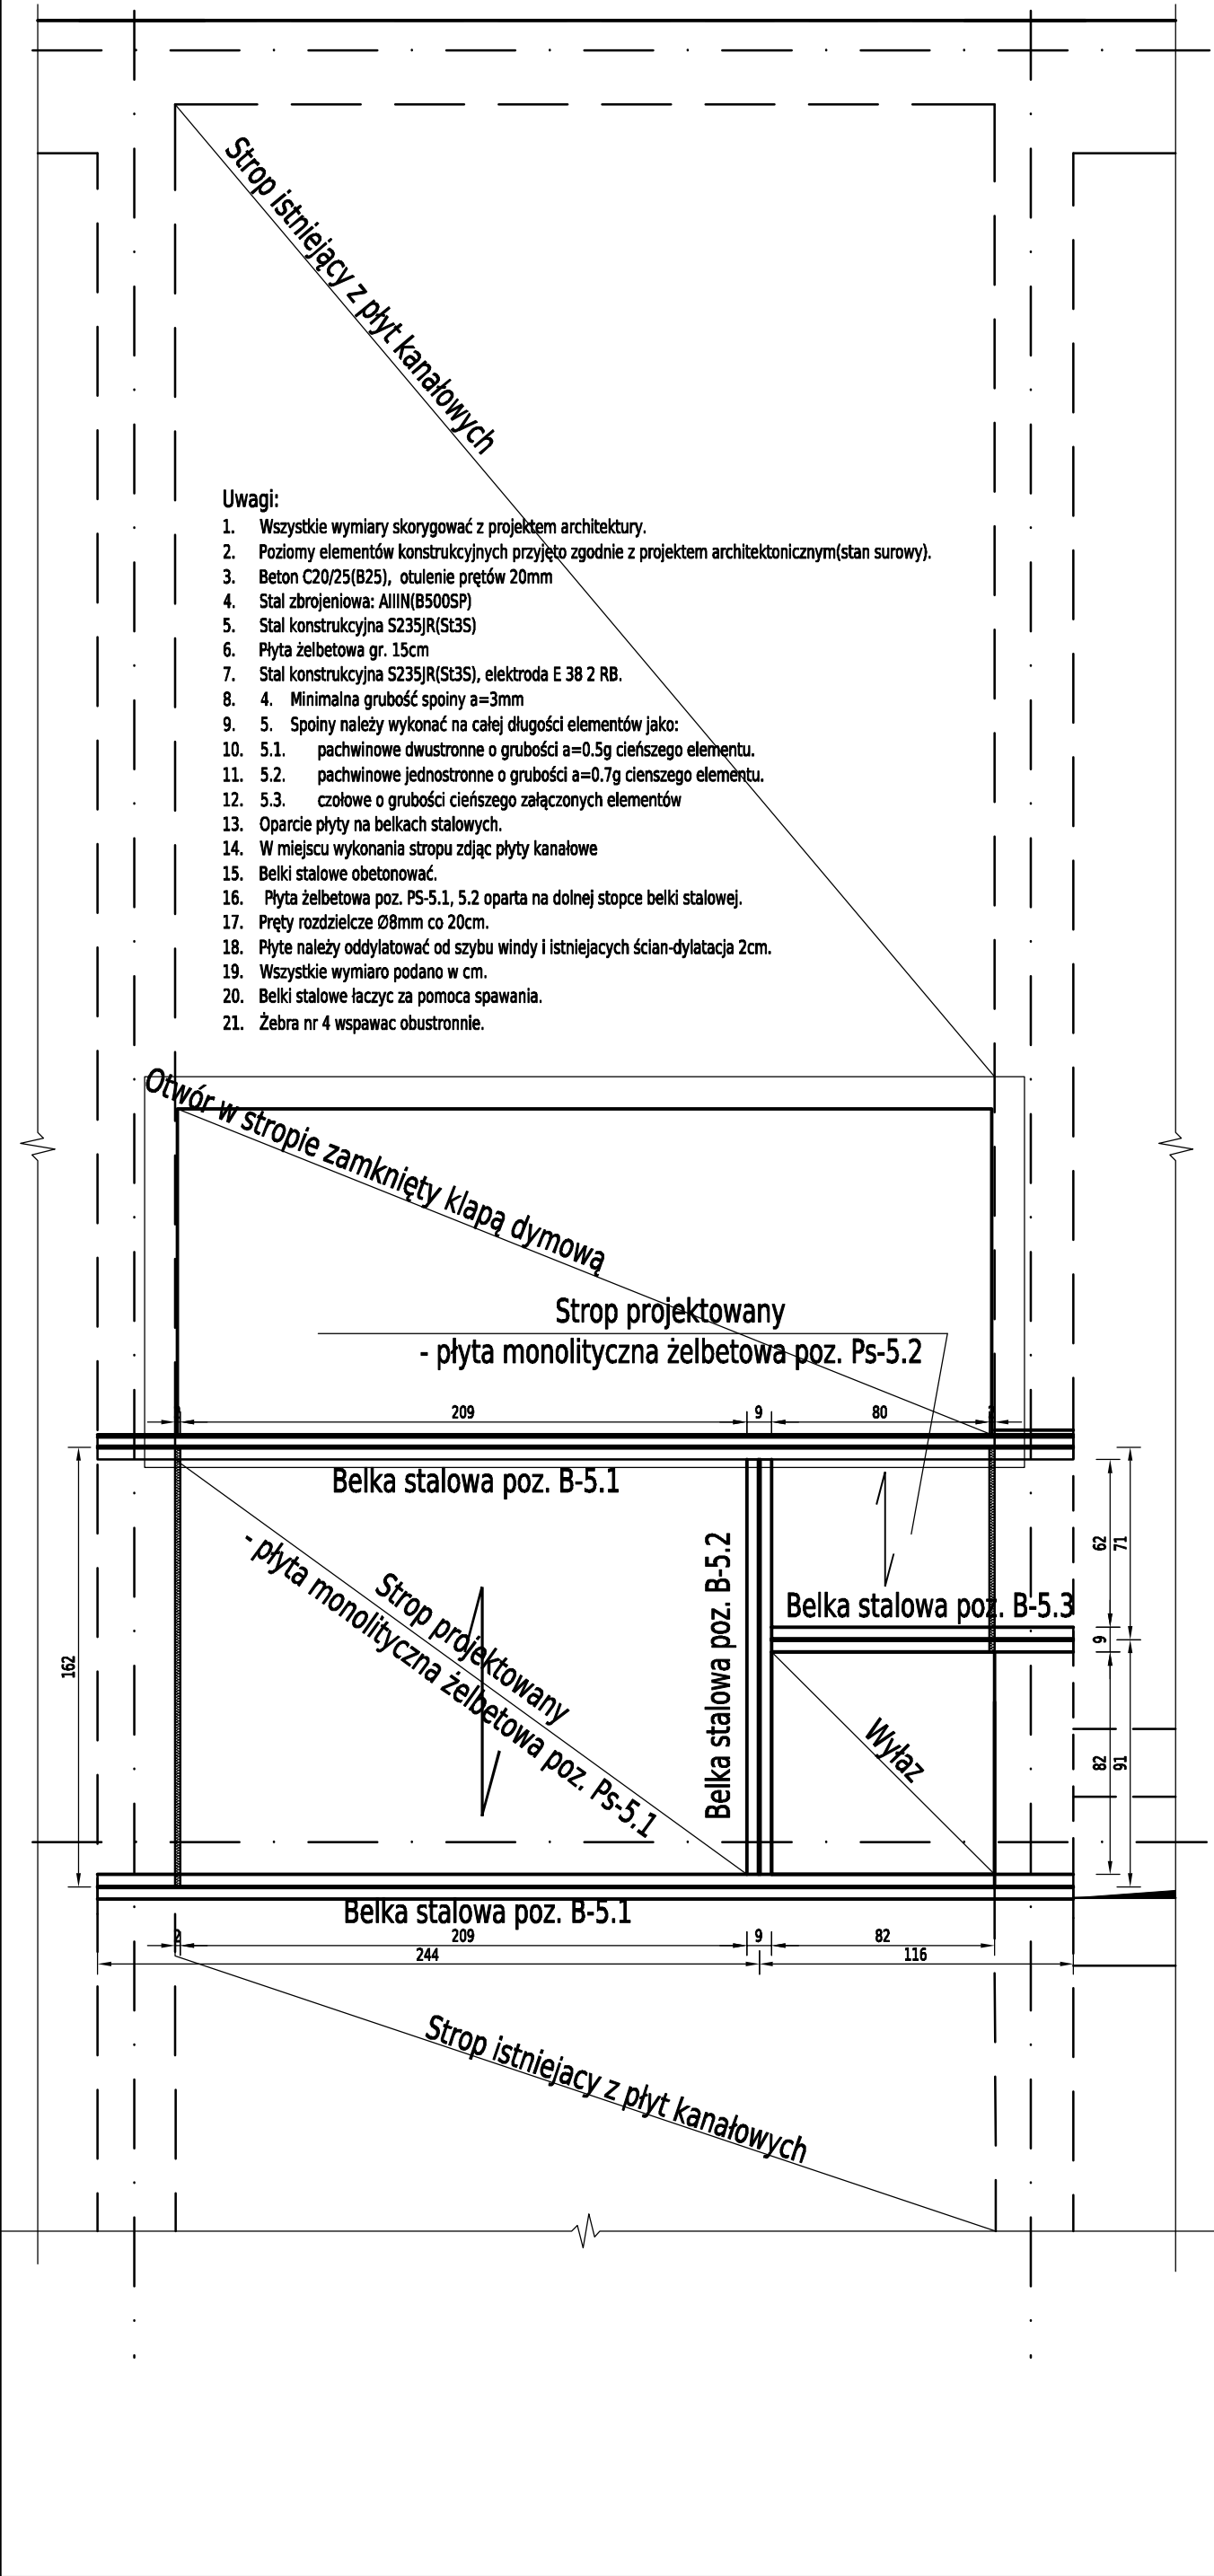 Strop istniejący z płyt kanałowych
Uwagi:
1. Wszystkie wymiary skorygować z projektem architektury.
2. Poziomy elementów konstrukcyjnych przyjęto zgodnie z projektem architektonicznym(stan surowy).
3. Beton C20/25(B25), otulenie prętów 20mm
4. Stal zbrojeniowa: AIIIN(B500SP)
5. Stal konstrukcyjna S235JR(St3S)
6. Płyta żelbetowa gr. 15cm
7. Stal konstrukcyjna S235JR(St3S), elektroda E 38 2 RB.
8. 4. Minimalna grubość spoiny a=3mm
9. 5. Spoiny należy wykonać na całej długości elementów jako:
10. 5.1. pachwinowe dwustronne o grubości a=0.5g cieńszego elementu.
11. 5.2. pachwinowe jednostronne o grubości a=0.7g cienszego elementu.
12. 5.3. czołowe o grubości cieńszego załączonych elementów
13. Oparcie płyty na belkach stalowych.
14. W miejscu wykonania stropu zdjąc płyty kanałowe
15. Belki stalowe obetonować.
16. Płyta żelbetowa poz. PS-5.1, 5.2 oparta na dolnej stopce belki stalowej.
17. Pręty rozdzielcze Ø8mm co 20cm.
18. Płyte należy oddylatować od szybu windy i istniejacych ścian-dylatacja 2cm.
19. Wszystkie wymiaro podano w cm.
20. Belki stalowe łaczyc za pomoca spawania.
21. Żebra nr 4 wspawac obustronnie.
Otwór w stropie zamknięty klapą dymową
Strop projektowany
- płyta monolityczna żelbetowa poz. Ps-5.2
209 9 80
Belka stalowa poz. B-5.1
62 71
Belka stalowa poz. B-5.2
Strop projektowany
- płyta monolityczna żelbetowa poz. Ps-5.1
Belka stalowa poz. B-5.3
9
162
Wyłaz
82 91
Belka stalowa poz. B-5.1
2 209 9 82
244 116
Strop istniejacy z płyt kanałowych